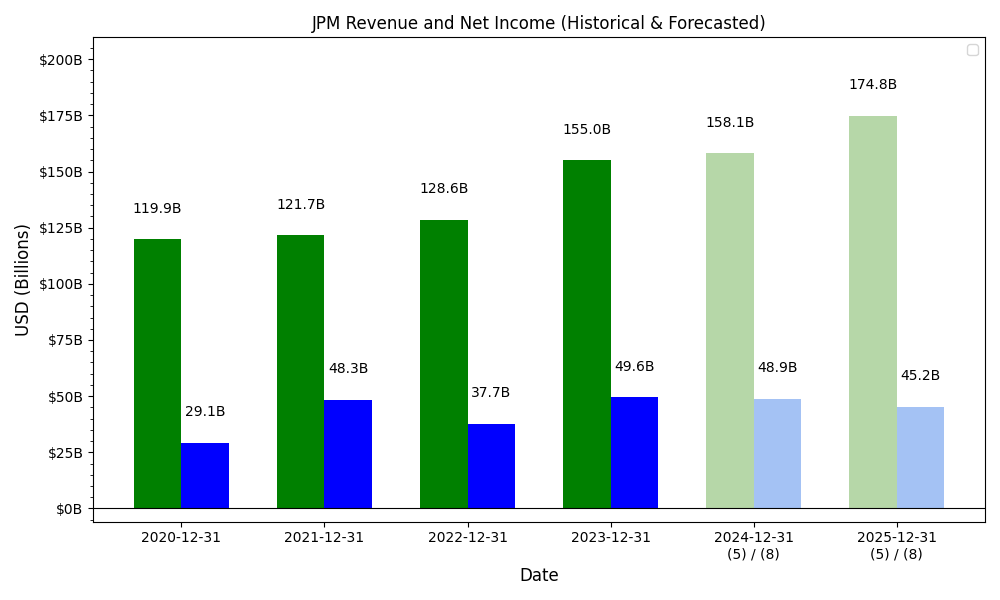 JPM Revenue and Net Income (Historical & Forecasted)
USD (Billions)
$200B
$175B
$150B
$125B
$100B
$75B
$50B
$25B
$0B
119.9B
29.1B
121.7B
48.3B
128.6B
37.7B
155.0B
49.6B
158.1B
48.9B
174.8B
45.2B
2020-12-31
2021-12-31
2022-12-31
2023-12-31
2024-12-31
(5) / (8)
2025-12-31
(5) / (8)
Date